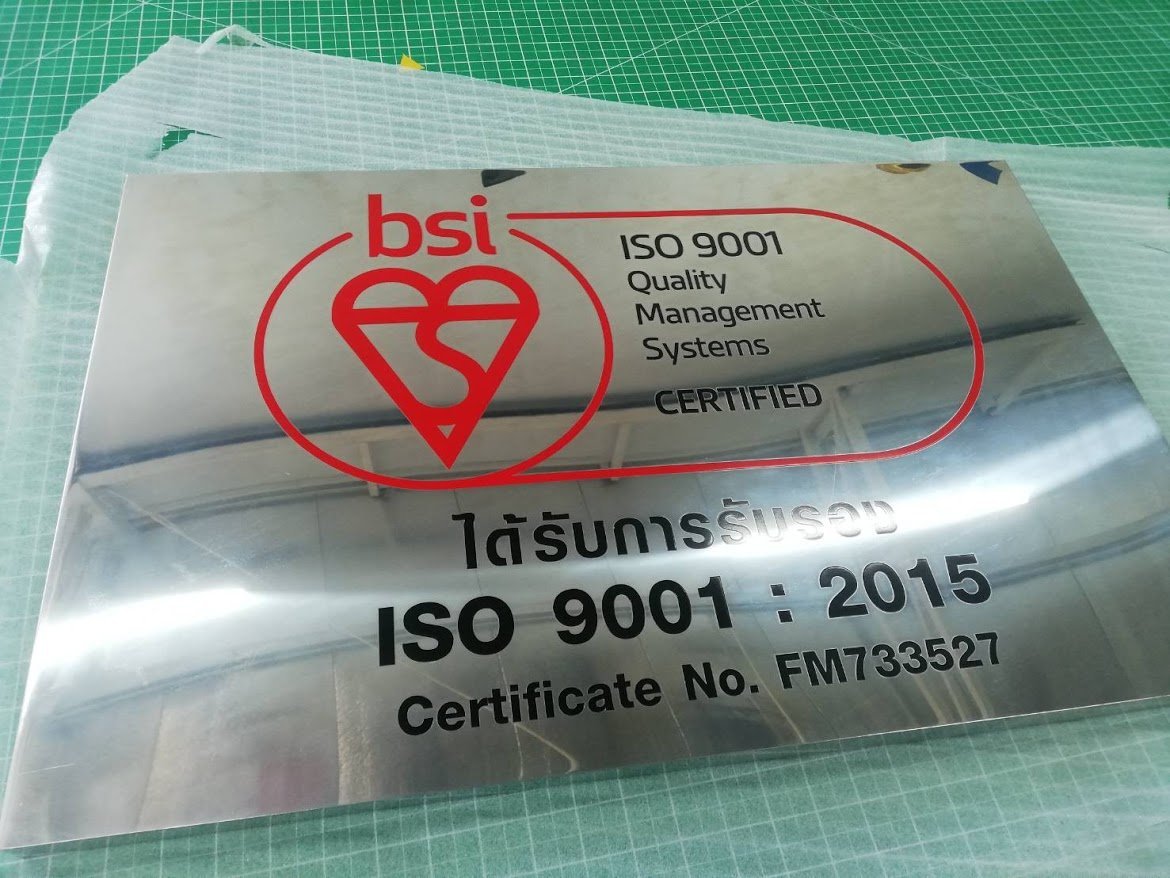 bsi
ISO 9001
Quality
Management
Systems
CERTIFIED
ได้รับการรับรอง
ISO 9001 : 2015
Certificate No. FM733527